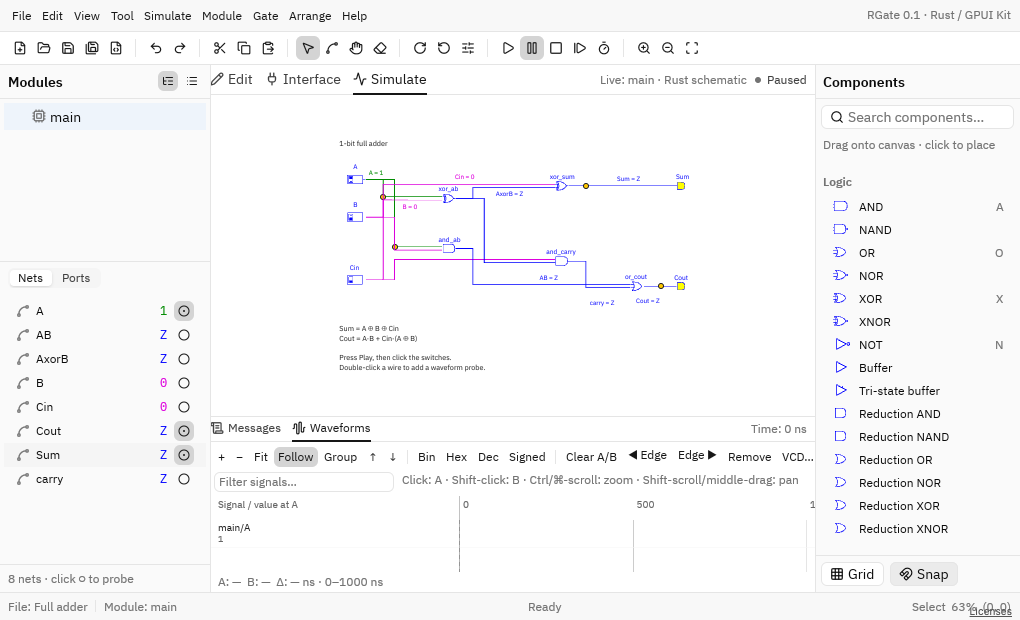 File Edit View Tool Simulate Module Gate Arrange Help
RGate 0.1 · Rust / GPUI Kit
Modules
main
Edit Interface Simulate
Live: main · Rust schematic ● Paused
1-bit full adder
A
A = 1
Cin = 0
xor_sum
Sum = Z
Sum
xor_ab
AxorB = Z
B
B = 0
and_ab
and_carry
Cin
AB = Z
or_cout
Cout
carry = Z
Cout = Z
Sum = A ⊕ B ⊕ Cin
Cout = A·B + Cin·(A ⊕ B)
Press Play, then click the switches.
Double-click a wire to add a waveform probe.
Nets Ports
A 1
AB Z
AxorB Z
B 0
Cin 0
Cout Z
Sum Z
carry Z
8 nets · click ○ to probe
Messages Waveforms
Time: 0 ns
+ − Fit Follow Group ↑ ↓ Bin Hex Dec Signed Clear A/B ◀ Edge Edge ▶ Remove VCD...
Filter signals...
Click: A · Shift-click: B · Ctrl/⌘-scroll: zoom · Shift-scroll/middle-drag: pan
Signal / value at A
0 500 1
main/A
1
A: — B: — Δ: — ns · 0–1000 ns
Components
Search components...
Drag onto canvas · click to place
Logic
AND A
NAND
OR O
NOR
XOR X
XNOR
NOT N
Buffer
Tri-state buffer
Reduction AND
Reduction NAND
Reduction OR
Reduction NOR
Reduction XOR
Reduction XNOR
Grid Snap
File: Full adder Module: main
Ready
Select 63% (0, 0)
Licenses